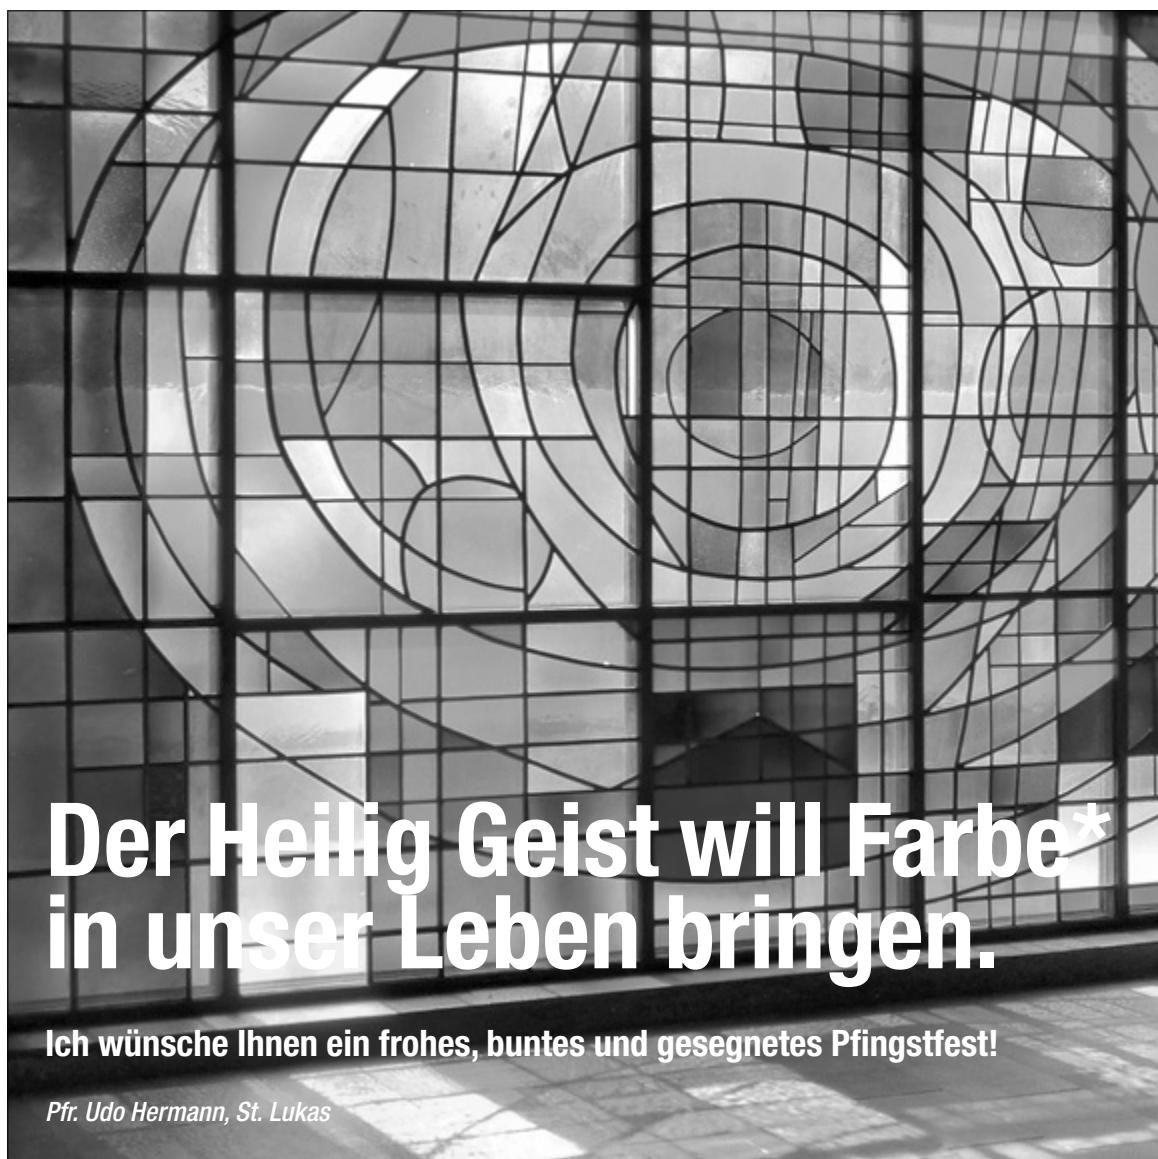 Der Heilig Geist will Farbe*
in unser Leben bringen.
Ich wünsche Ihnen ein frohes, buntes und gesegnetes Pfingstfest!
Pfr. Udo Hermann, St. Lukas